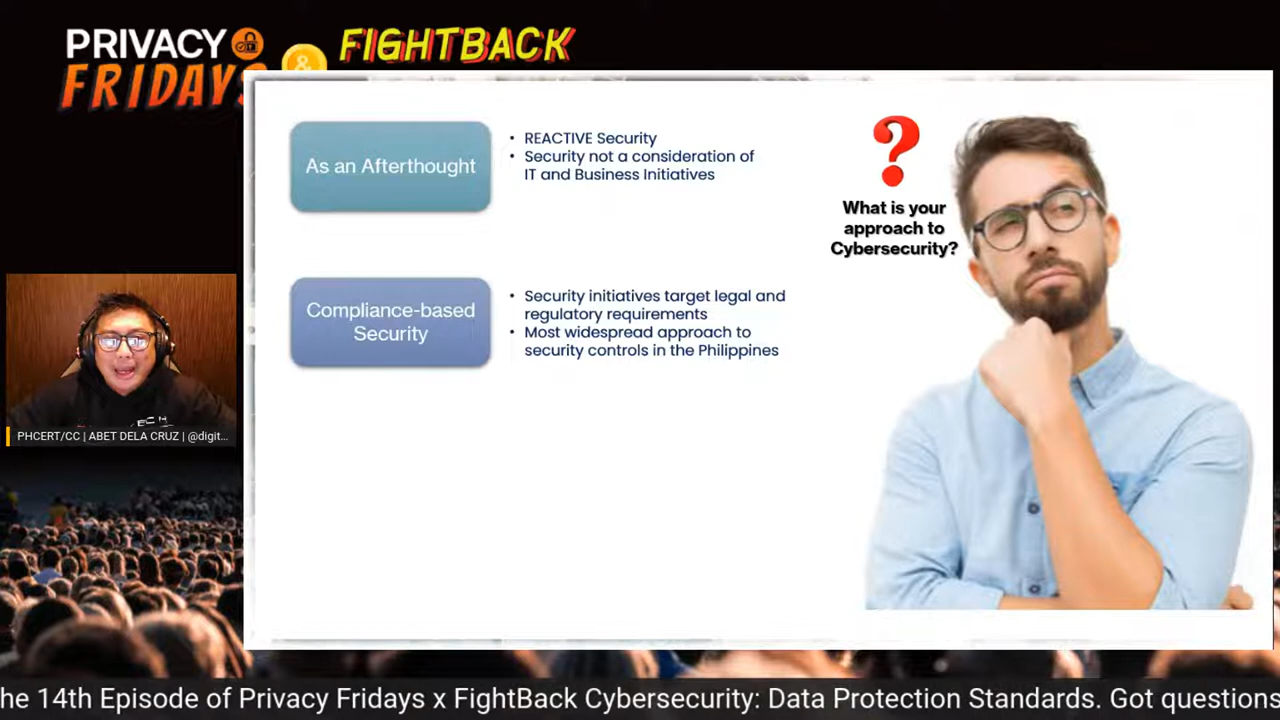 PRIVACY
FRIDAYS
&
FIGHTBACK
As an Afterthought
• REACTIVE Security
• Security not a consideration of
IT and Business Initiatives
?
What is your
approach to
Cybersecurity?
Compliance-based
Security
• Security initiatives target legal and
regulatory requirements
• Most widespread approach to
security controls in the Philippines
PHCERT/CC | ABET DELA CRUZ | @digit...
he 14th Episode of Privacy Fridays x FightBack Cybersecurity: Data Protection Standards. Got questions